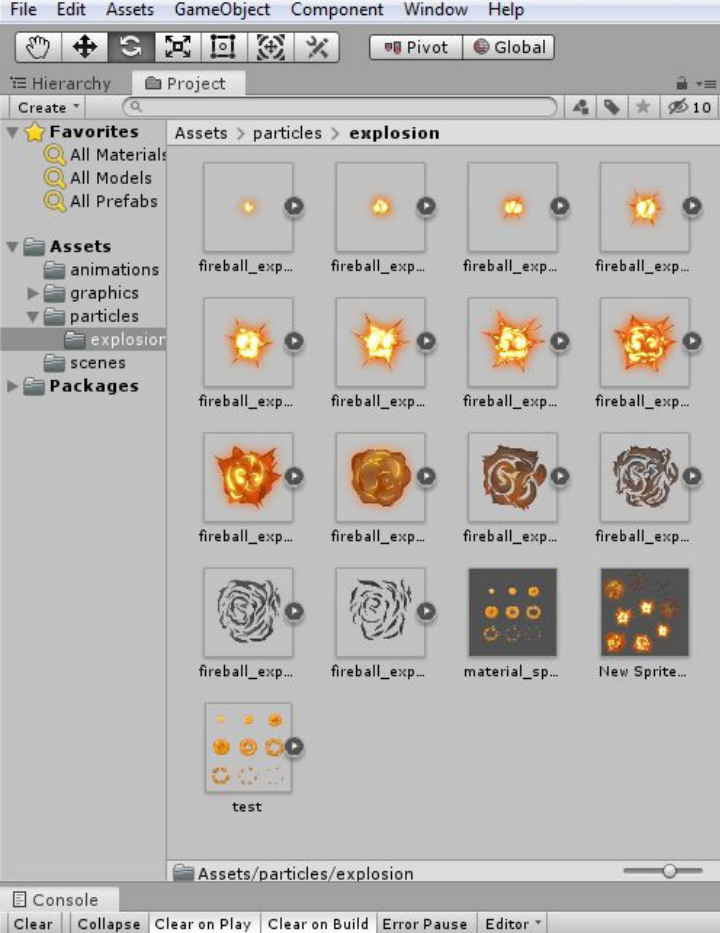 File Edit Assets GameObject Component Window Help
Pivot Global
Hierarchy Project
Create 10
Favorites
All Materials
All Models
All Prefabs
Assets
animations
graphics
particles
explosion
scenes
Packages
Assets > particles > explosion
fireball_exp... fireball_exp... fireball_exp... fireball_exp...
fireball_exp... fireball_exp... fireball_exp... fireball_exp...
fireball_exp... fireball_exp... fireball_exp... fireball_exp...
fireball_exp... fireball_exp... material_sp... New Sprite...
test
Assets/particles/explosion
Console
Clear Collapse Clear on Play Clear on Build Error Pause Editor